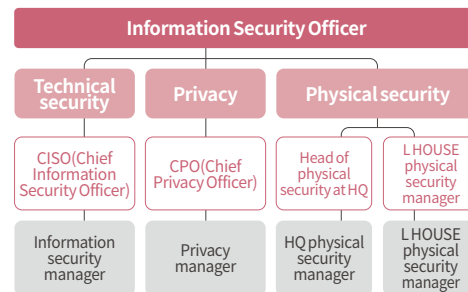 Information Security Officer
Technical
security
Privacy
Physical security
CISO(Chief
Information
Security Officer)
CPO(Chief
Privacy Officer)
Head of
physical
security at HQ
L HOUSE
physical
security
manager
Information
security
manager
Privacy
manager
HQ physical
security
manager
L HOUSE
physical
security
manager